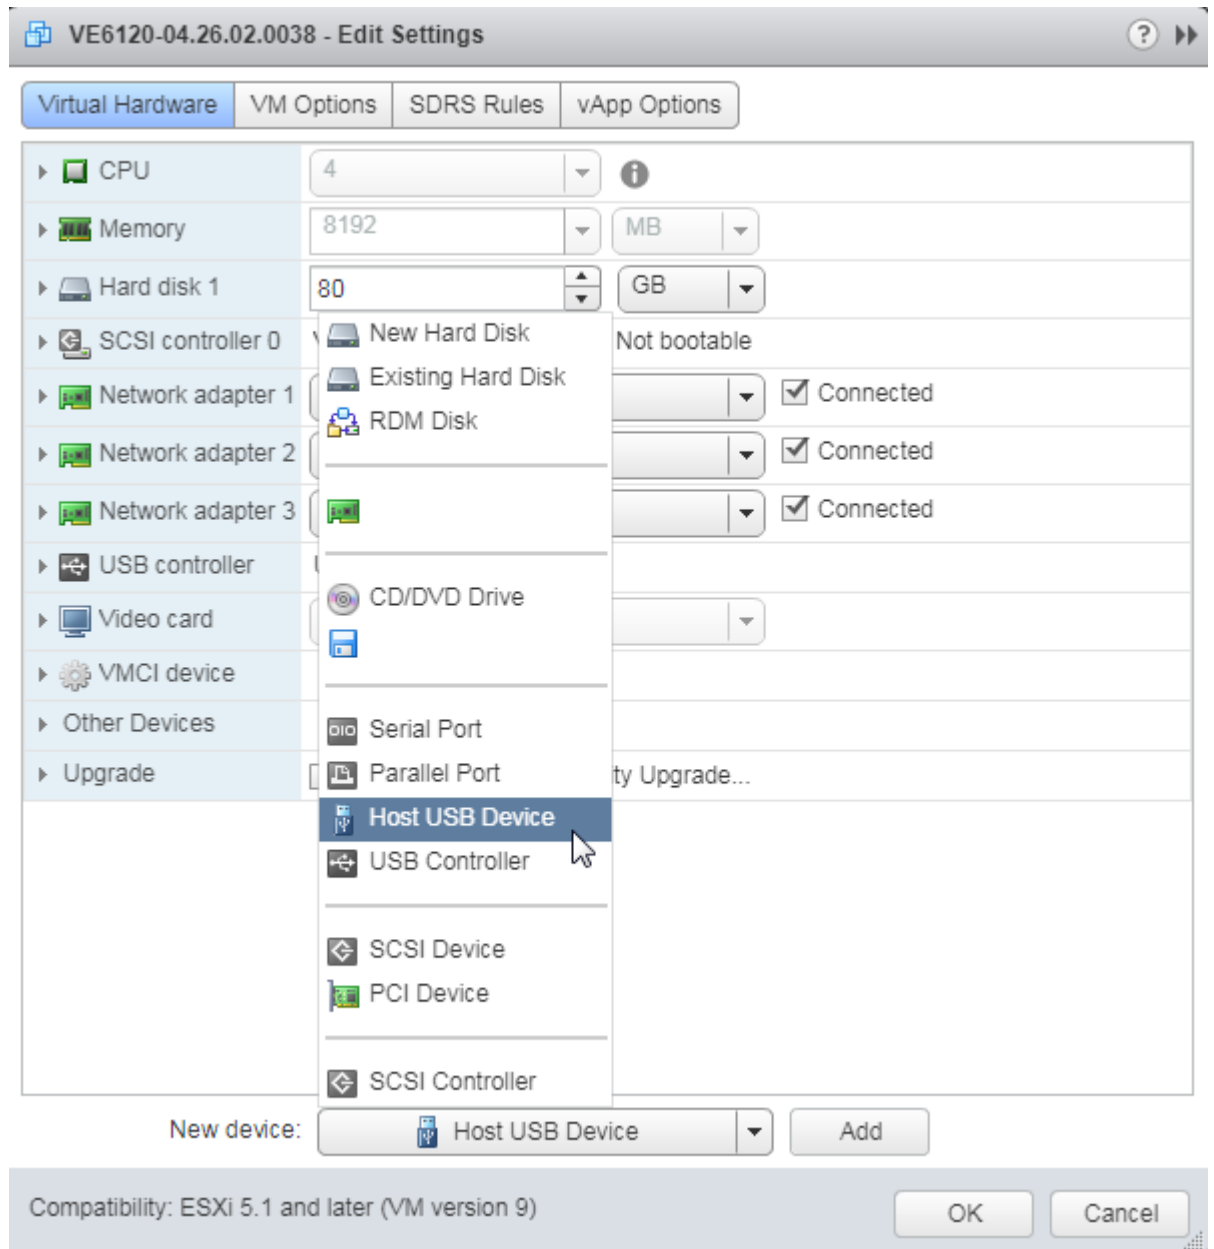 VE6120-04.26.02.0038 - Edit Settings
Virtual Hardware VM Options SDRS Rules vApp Options
CPU 4
Memory 8192 MB
Hard disk 1 80 GB
New Hard Disk
SCSI controller 0 Not bootable
Existing Hard Disk
Network adapter 1 Connected
RDM Disk
Network adapter 2 Connected
Network adapter 3 Connected
USB controller
CD/DVD Drive
Video card
VMCI device
Other Devices
Serial Port
Upgrade ty Upgrade...
Parallel Port
Host USB Device
USB Controller
SCSI Device
PCI Device
SCSI Controller
New device: Host USB Device Add
Compatibility: ESXi 5.1 and later (VM version 9) OK Cancel